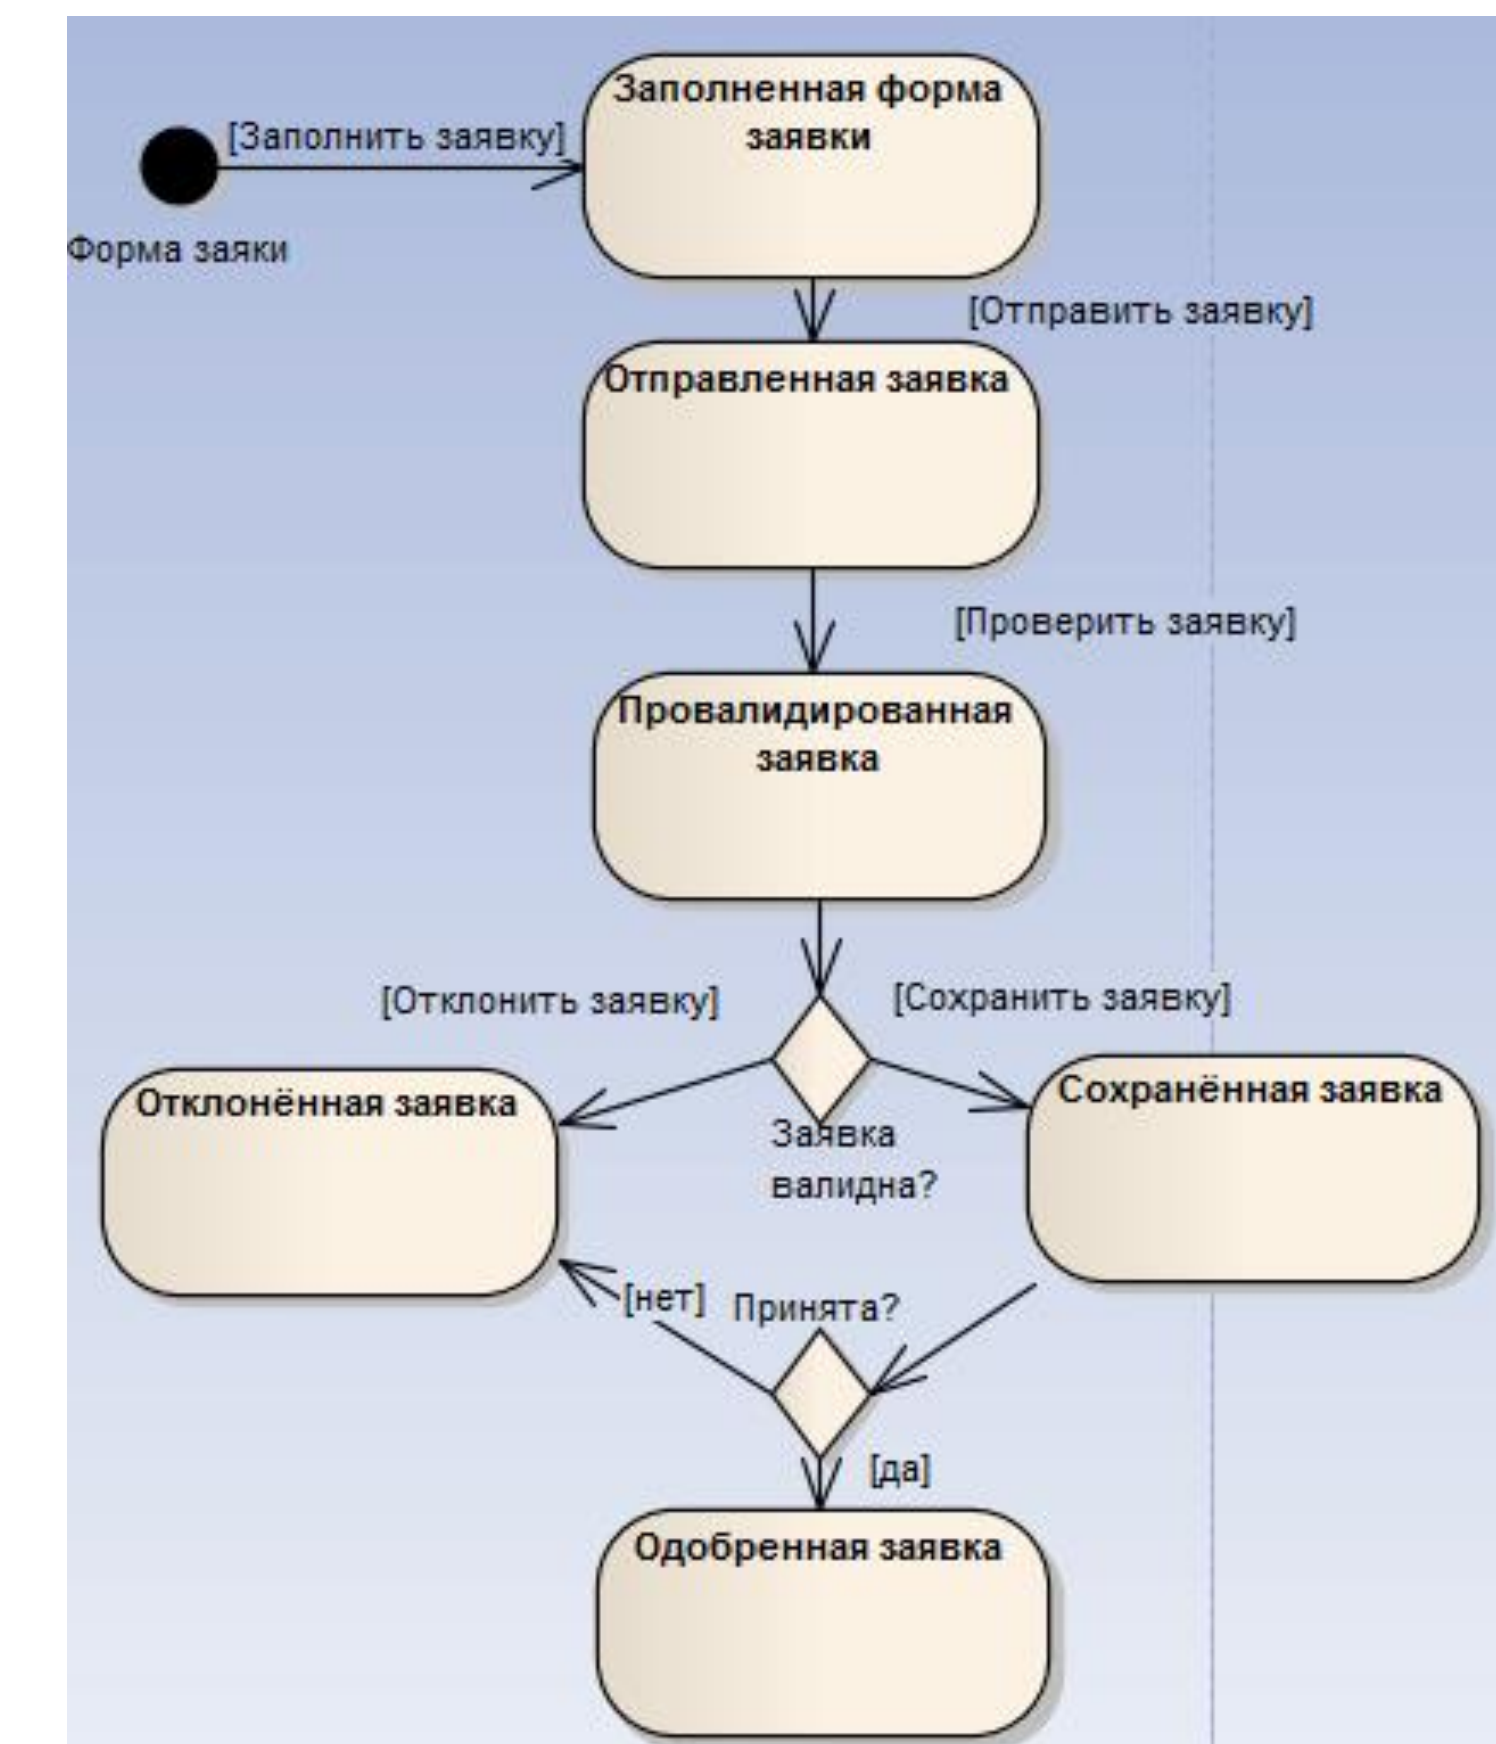 Заполненная форма
заявки
[Заполнить заявку]
Форма заяки
[Отправить заявку]
Отправленная заявка
[Проверить заявку]
Провалидированная
заявка
[Отклонить заявку]
[Сохранить заявку]
Отклонённая заявка
Сохранённая заявка
Заявка
валидна?
[нет]
Принята?
[да]
Одобренная заявка